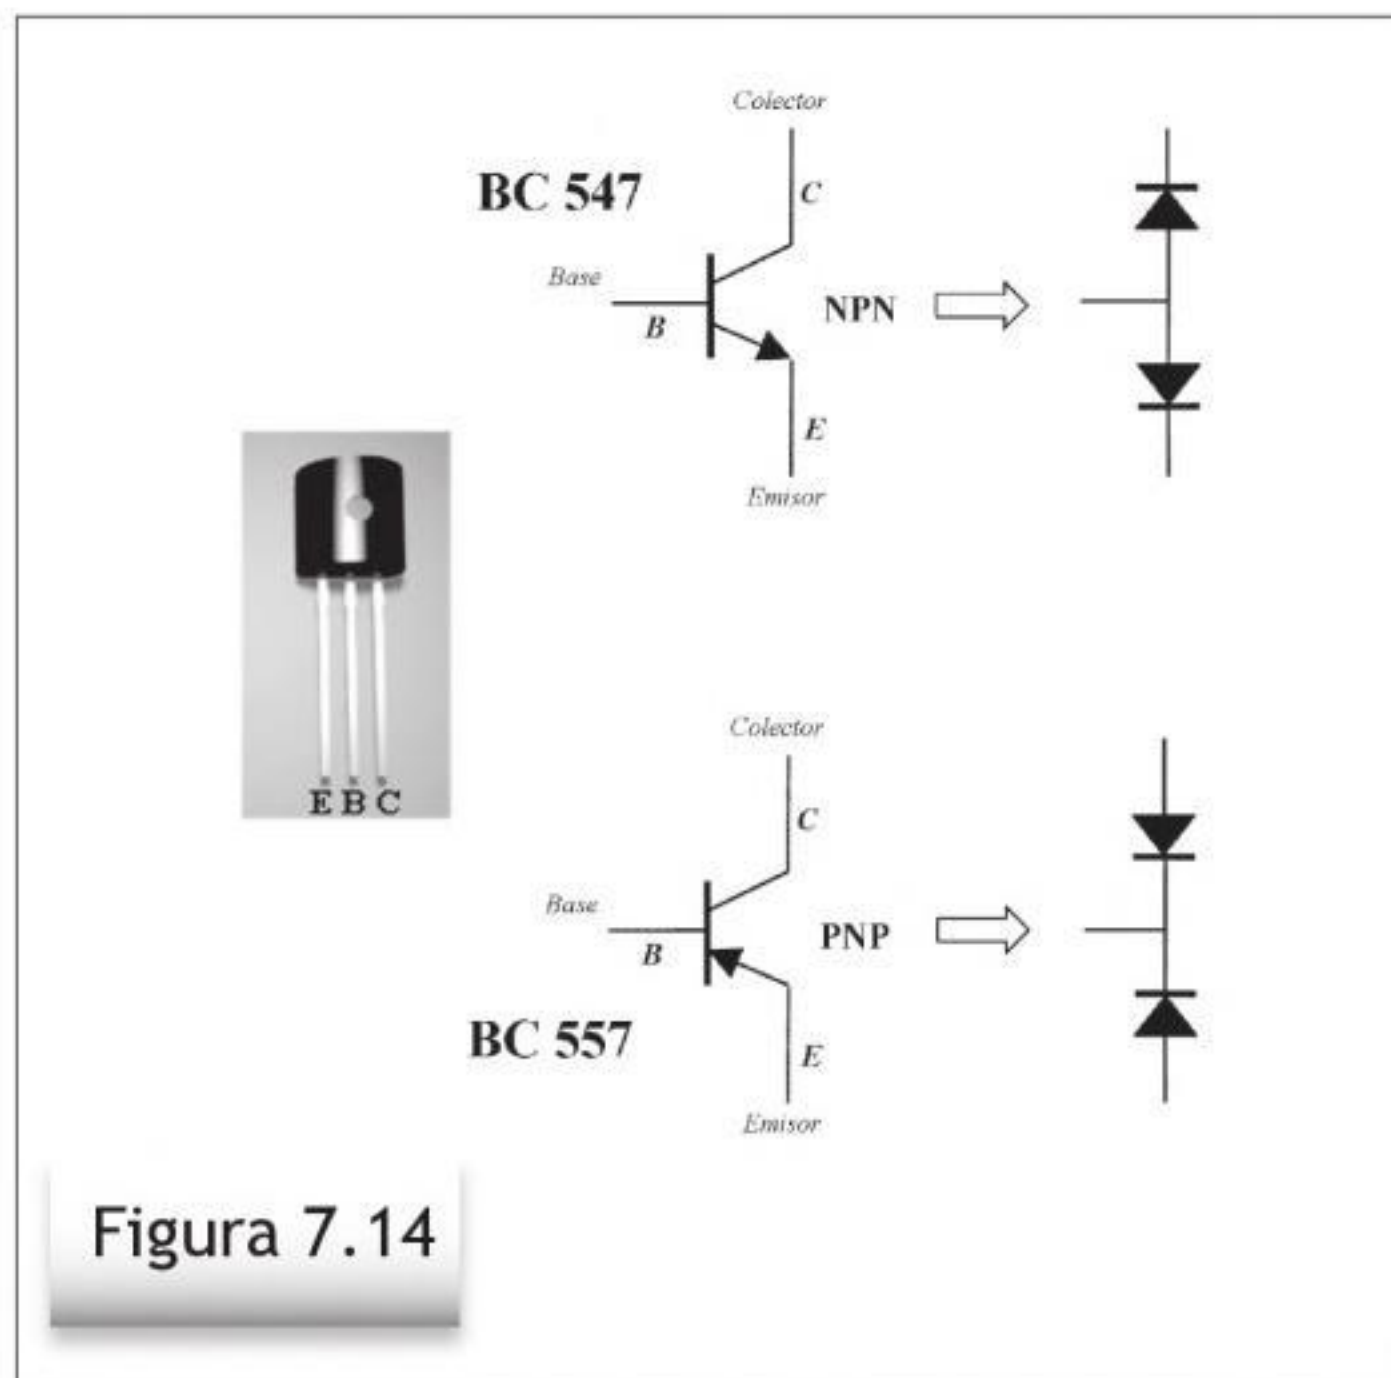 Colector
BC 547
C
Base
B
NPN
E
Emisor
E B C
Colector
C
Base
B
PNP
BC 557
E
Emisor
Figura 7.14